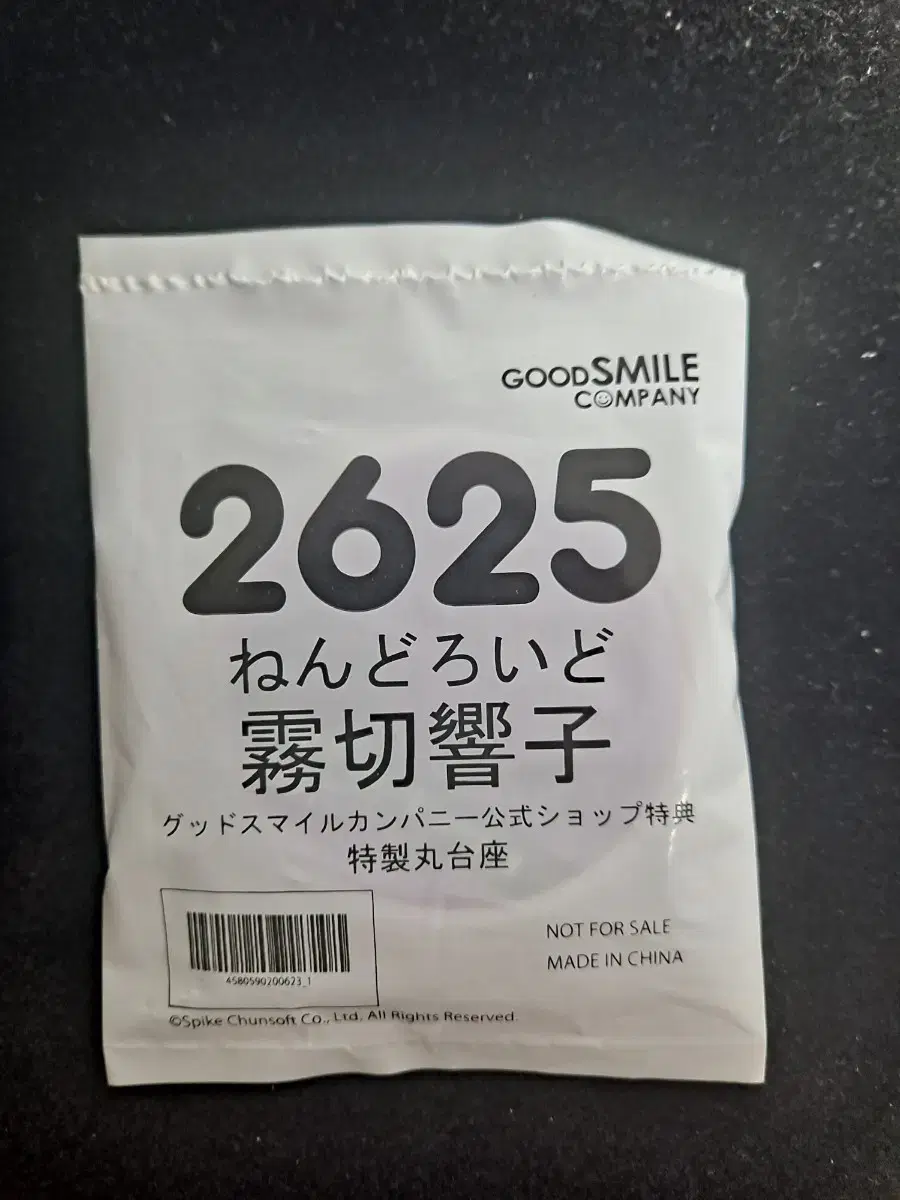 GOODSMILE
COMPANY
2625
ねんどろいど
霧切響子
グッドスマイルカンパニー公式ショップ特典
特製丸台座
4580590200623_1
NOT FOR SALE
MADE IN CHINA
©Spike Chunsoft Co., Ltd. All Rights Reserved.